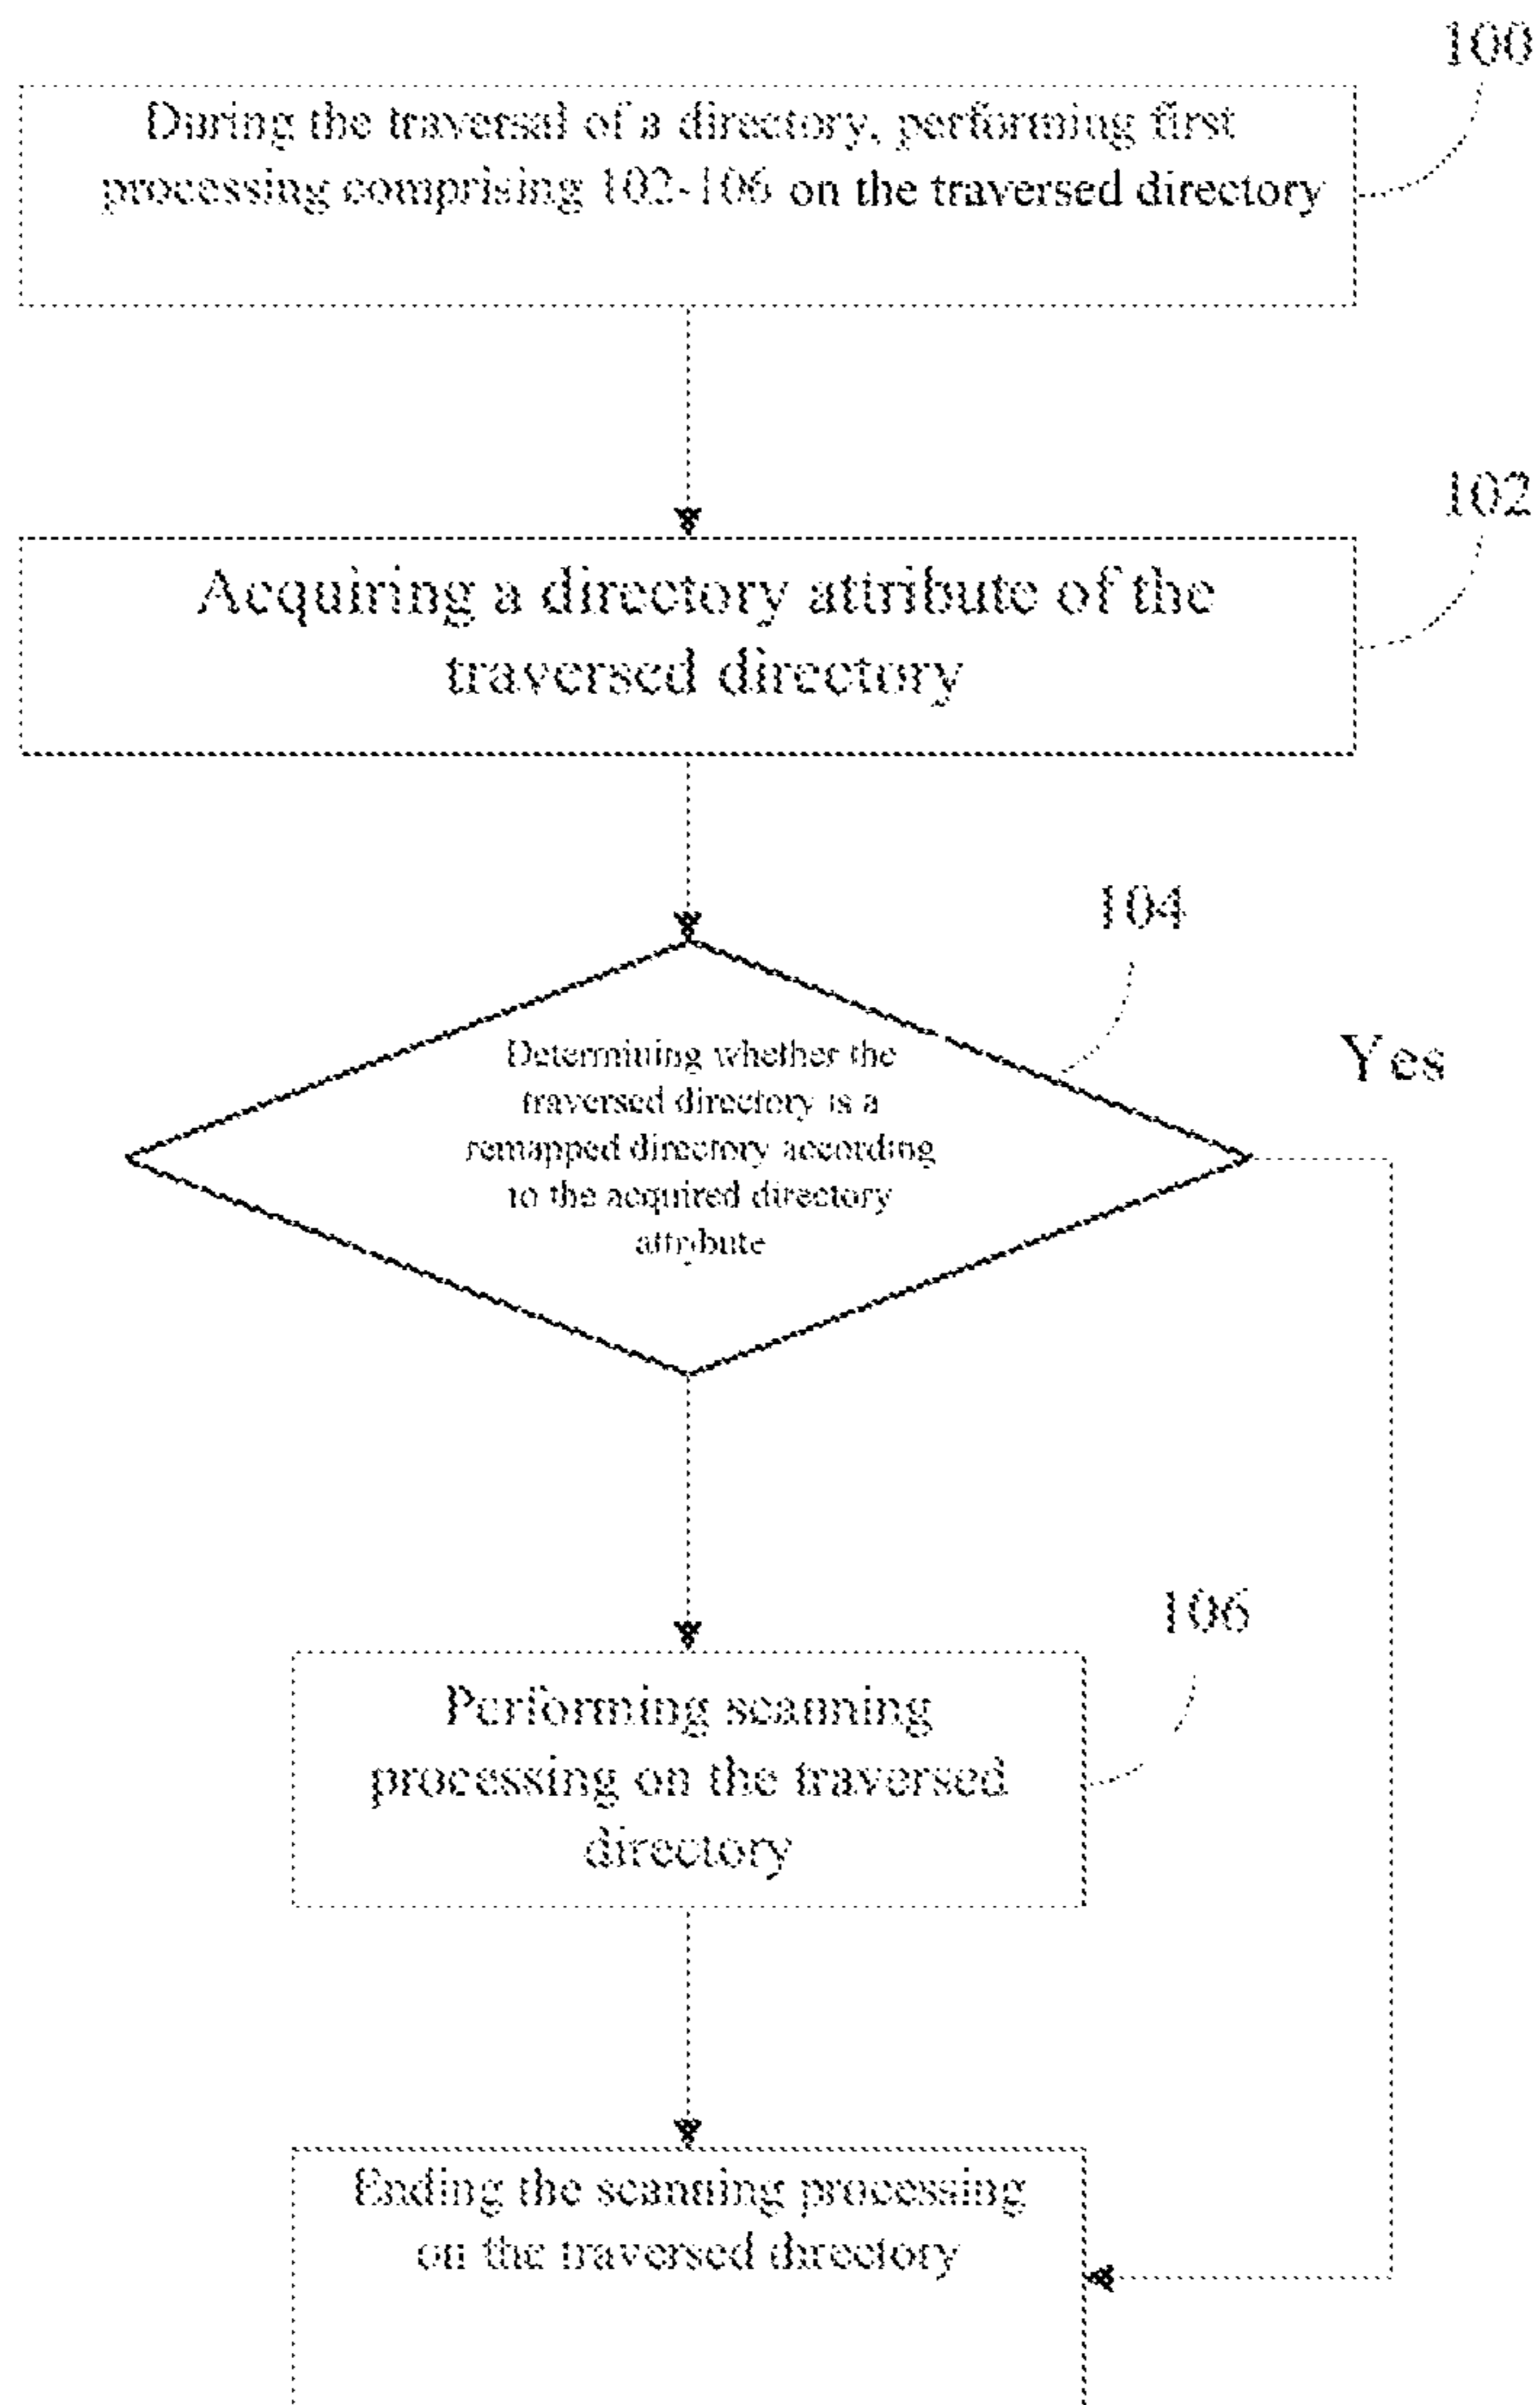 100
During the traversal of a directory, performing first
processing comprising 102-106 on the traversed directory
102
Acquiring a directory attribute of the
traversed directory
104
Determining whether the
traversed directory is a
remapped directory according
to the acquired directory
attribute
Yes
106
Performing scanning
processing on the traversed
directory
Ending the scanning processing
on the traversed directory